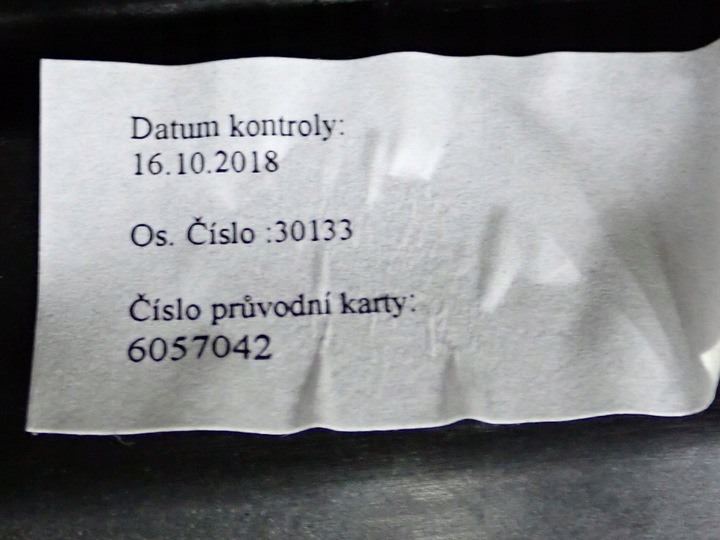 Datum kontroly:
16.10.2018
Os. Číslo :30133
Číslo průvodní karty:
6057042